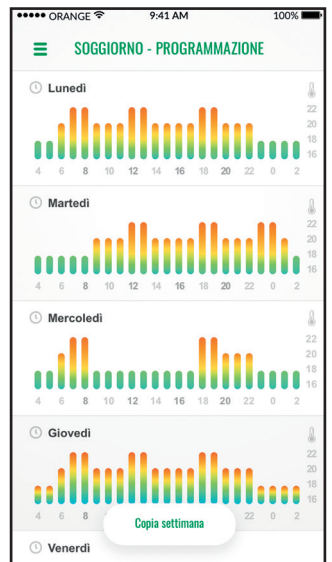 ORANGE 9:41 AM 100%
SOGGIORNO - PROGRAMMAZIONE
Lunedì
22
20
18
16
4 6 8 10 12 14 16 18 20 22 0 2
Martedì
22
20
18
16
4 6 8 10 12 14 16 18 20 22 0 2
Mercoledì
22
20
18
16
4 6 8 10 12 14 16 18 20 22 0 2
Giovedì
22
20
18
16
4 6 8 22 0 2
Copia settimana
Venerdì